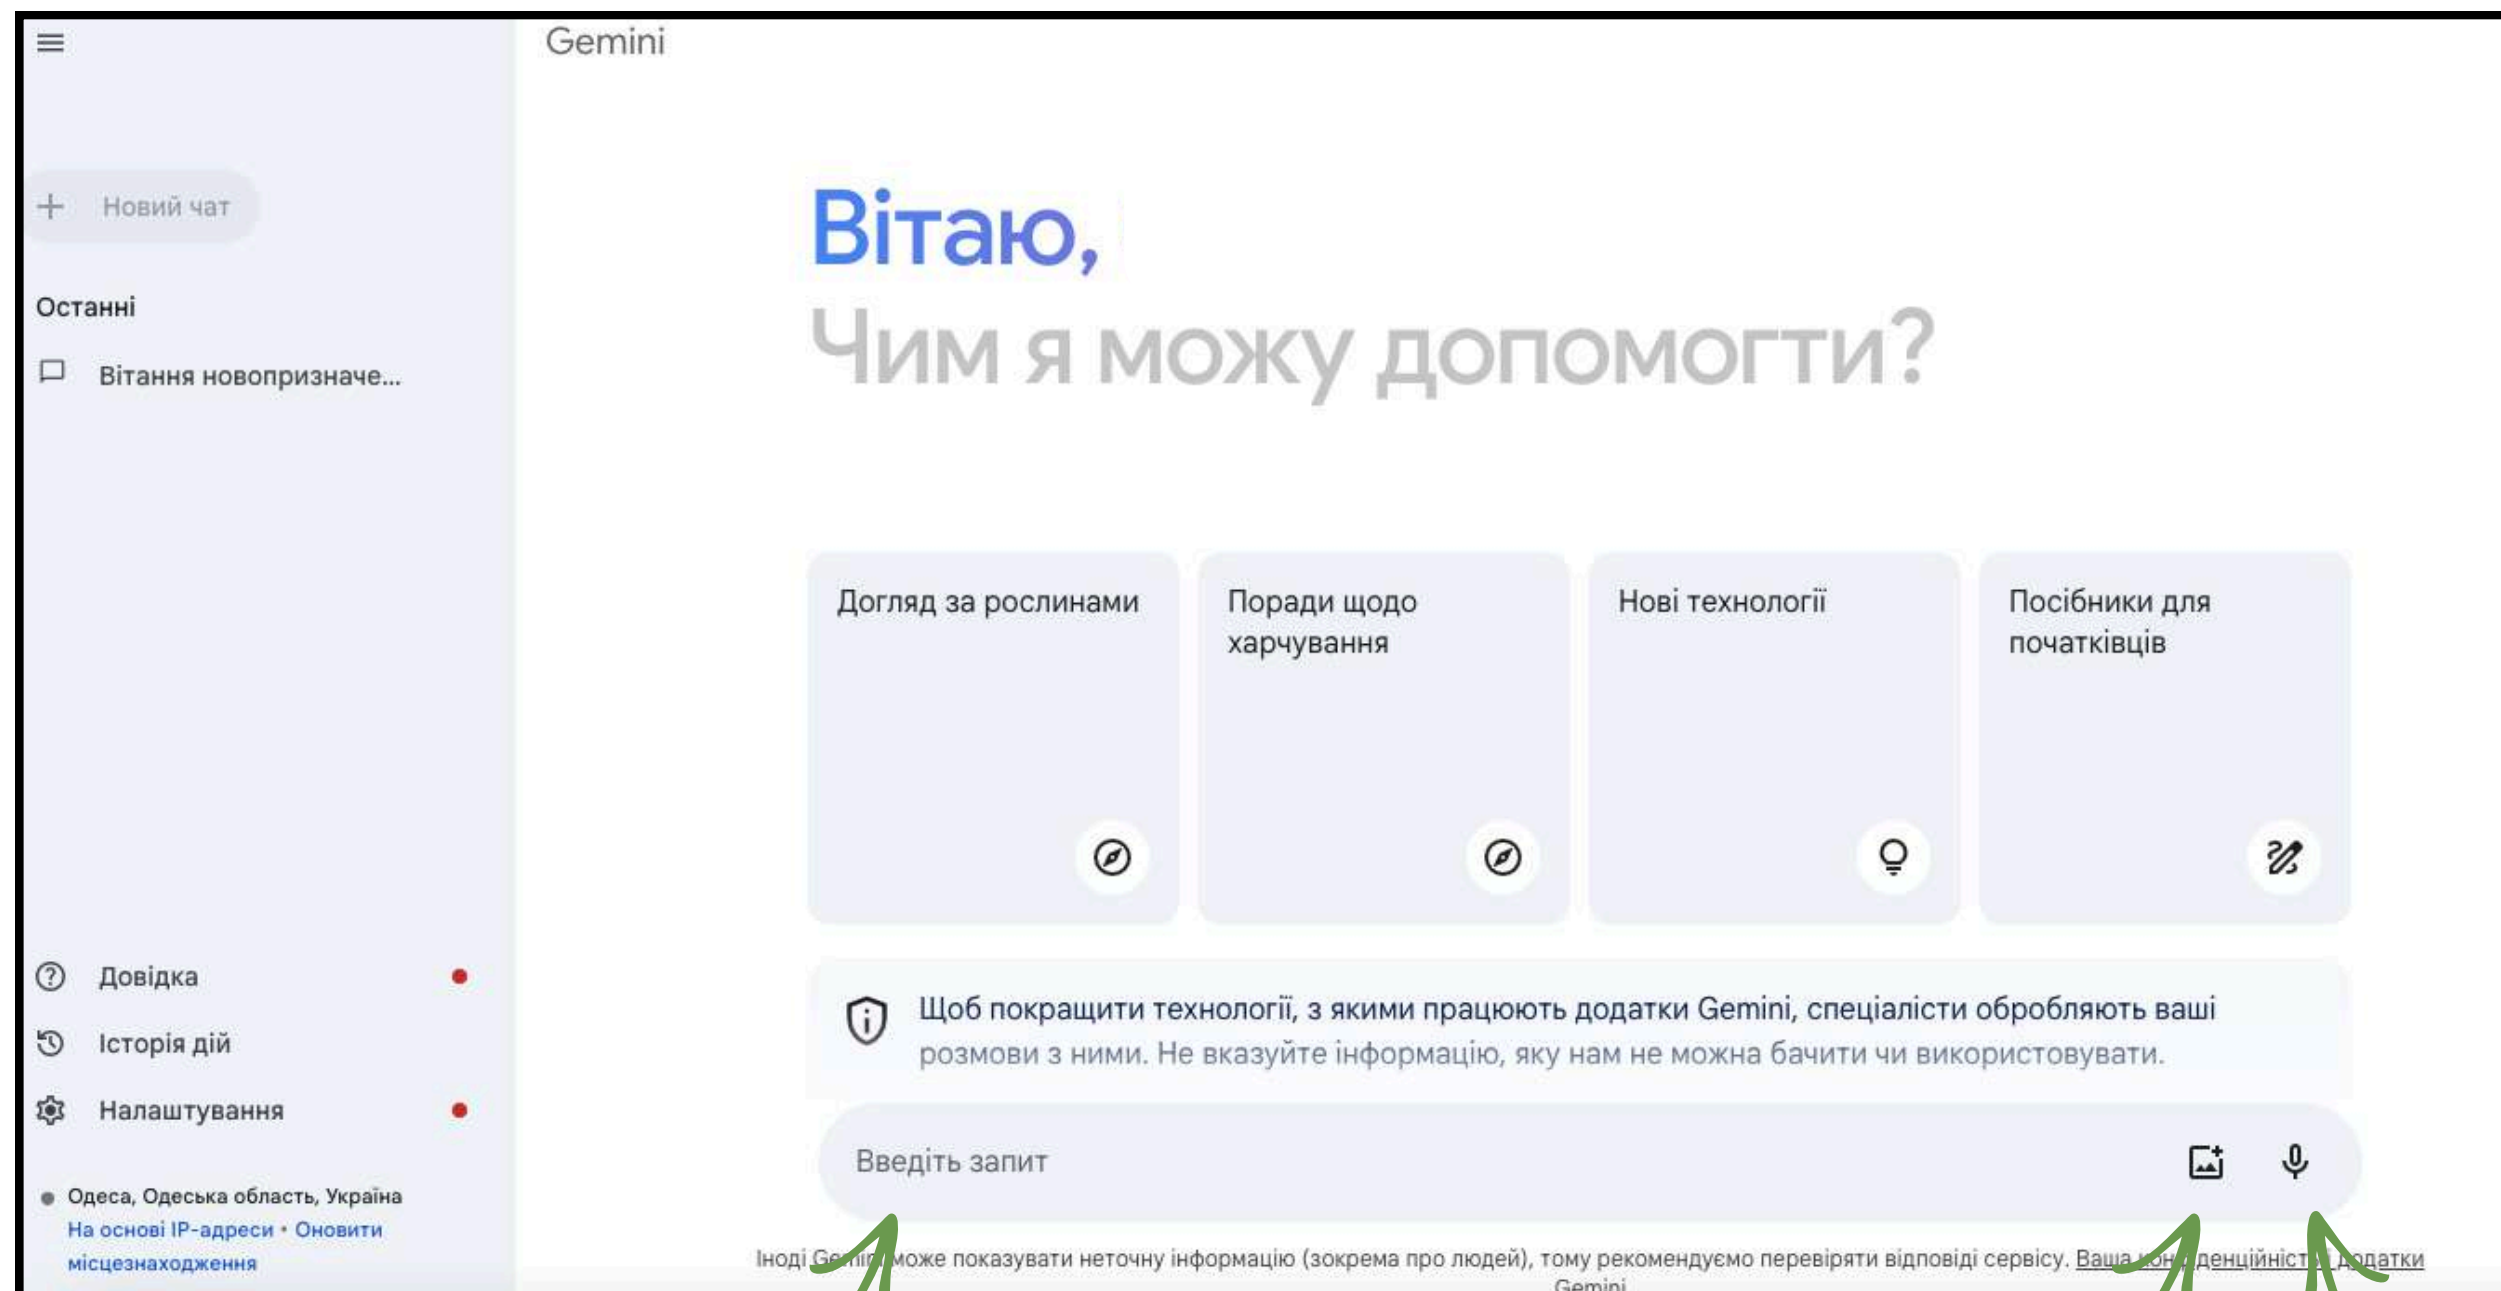 Gemini
Новий чат
Останні
Вітання новопризначе...
Вітаю,
Чим я можу допомогти?
Догляд за рослинами
Поради щодо
харчування
Нові технології
Посібники для
початківців
Довідка
Історія дій
Налаштування
Одеса, Одеська область, Україна
На основі IP-адреси • Оновити
місцезнаходження
Щоб покращити технології, з якими працюють додатки Gemini, спеціалісти обробляють ваші
розмови з ними. Не вказуйте інформацію, яку нам не можна бачити чи використовувати.
Введіть запит
Іноді Gemini може показувати неточну інформацію (зокрема про людей), тому рекомендуємо перевіряти відповіді сервісу. Ваша конфіденційність і додатки
Gemini